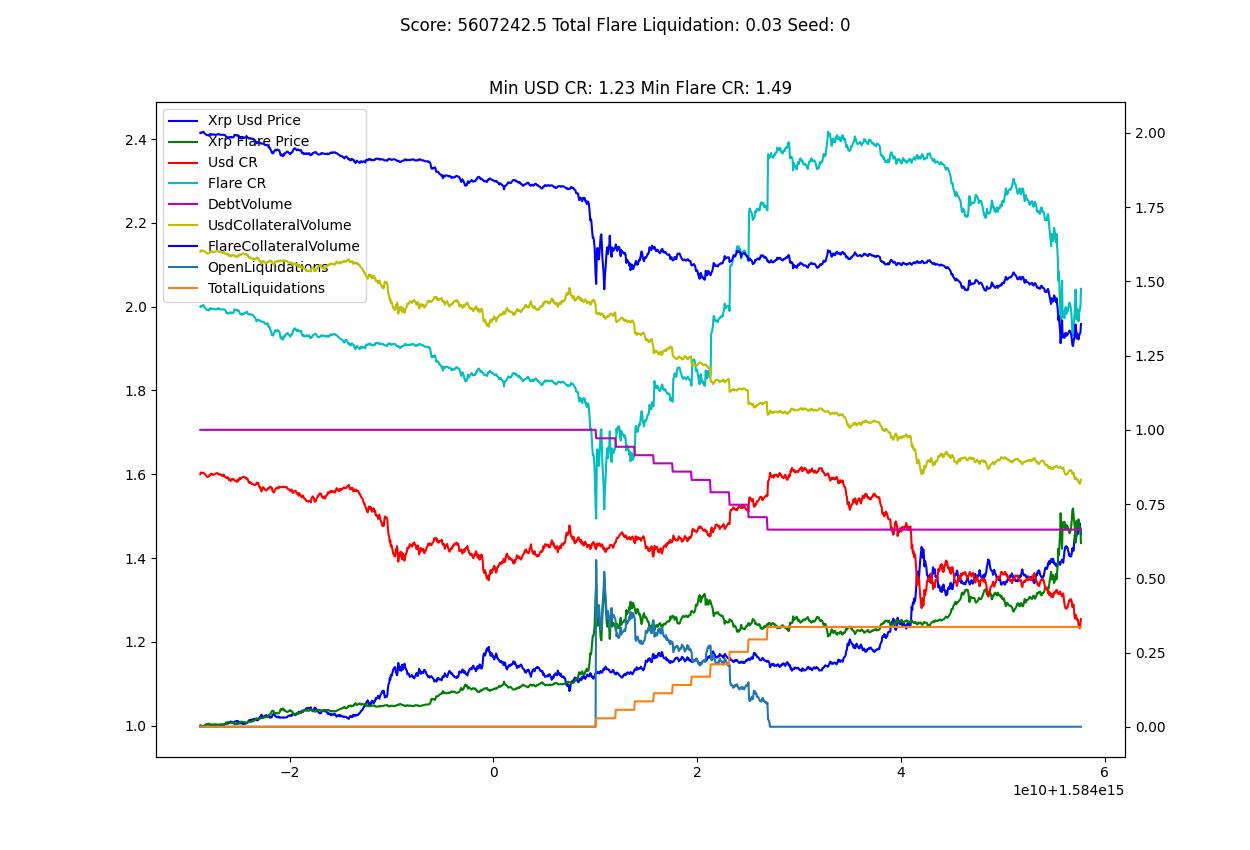 Score: 5607242.5 Total Flare Liquidation: 0.03 Seed: 0
Min USD CR: 1.23 Min Flare CR: 1.49
Xrp Usd Price
Xrp Flare Price
Usd CR
Flare CR
DebtVolume
UsdCollateralVolume
FlareCollateralVolume
OpenLiquidations
TotalLiquidations
2.4
2.2
2.0
1.8
1.6
1.4
1.2
1.0
2.00
1.75
1.50
1.25
1.00
0.75
0.50
0.25
0.00
−2 0 2 4 6
1e10+1.584e15